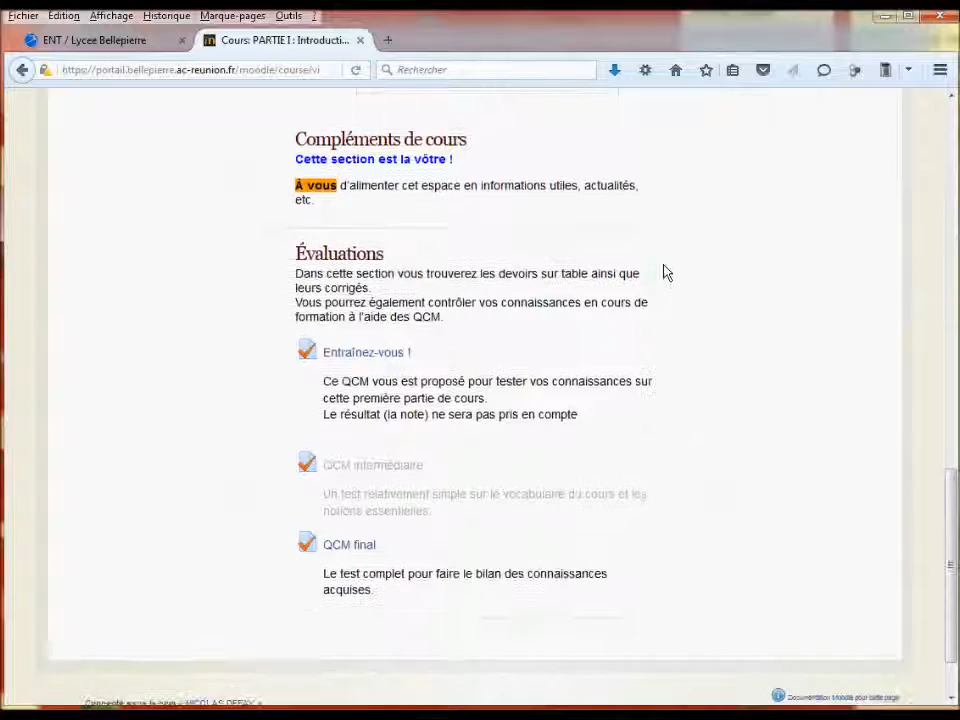 Fichier Edition Affichage Historique Marque-pages Outils ?
ENT / Lycee Bellepierre × Cours: PARTIE I : Introducti... × +
https://portail.bellepierre.ac-reunion.fr/moodle/course/vi Rechercher
Compléments de cours
Cette section est la vôtre !
À vous d'alimenter cet espace en informations utiles, actualités,
etc.
Évaluations
Dans cette section vous trouverez les devoirs sur table ainsi que
leurs corrigés.
Vous pourrez également contrôler vos connaissances en cours de
formation à l'aide des QCM.
Entraînez-vous !
Ce QCM vous est proposé pour tester vos connaissances sur
cette première partie de cours.
Le résultat (la note) ne sera pas pris en compte
QCM intermédiaire
Un test relativement simple sur le vocabulaire du cours et les
notions essentielles.
QCM final
Le test complet pour faire le bilan des connaissances
acquises.
Documentation Moodle pour cette page